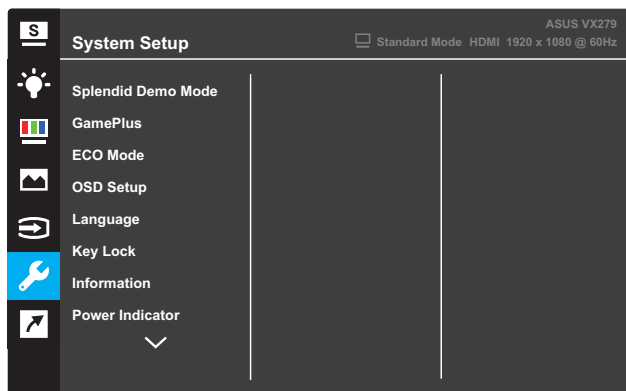 S
ASUS VX279
System Setup
Standard Mode HDMI 1920 x 1080 @ 60Hz
Splendid Demo Mode
GamePlus
ECO Mode
OSD Setup
Language
Key Lock
Information
Power Indicator